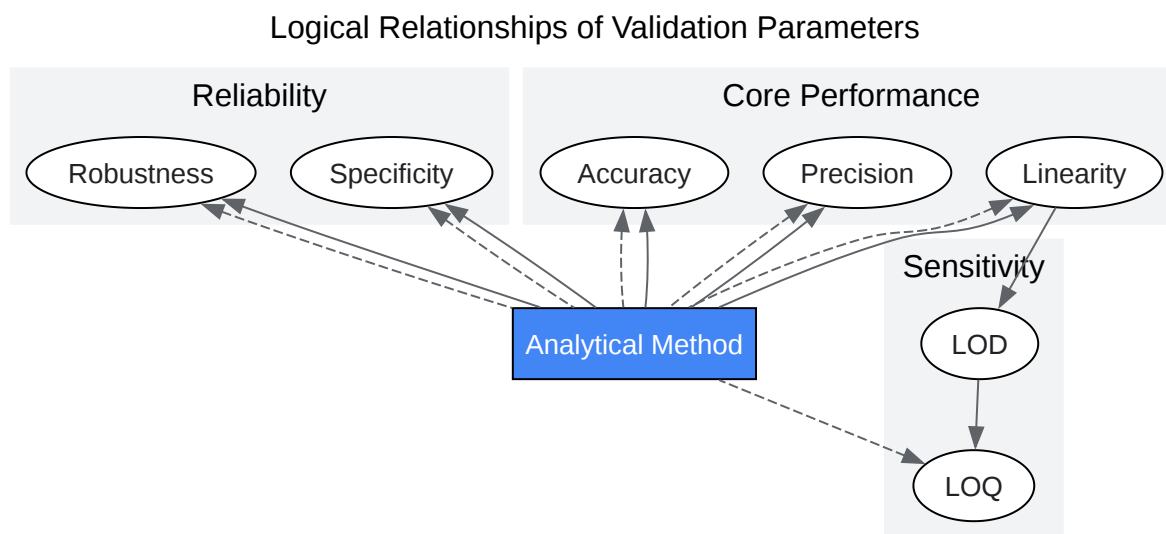 Logical Relationships of Validation Parameters
Reliability
Core Performance
Robustness
Specificity
Accuracy
Precision
Linearity
Sensitivity
Analytical Method
LOD
LOQ